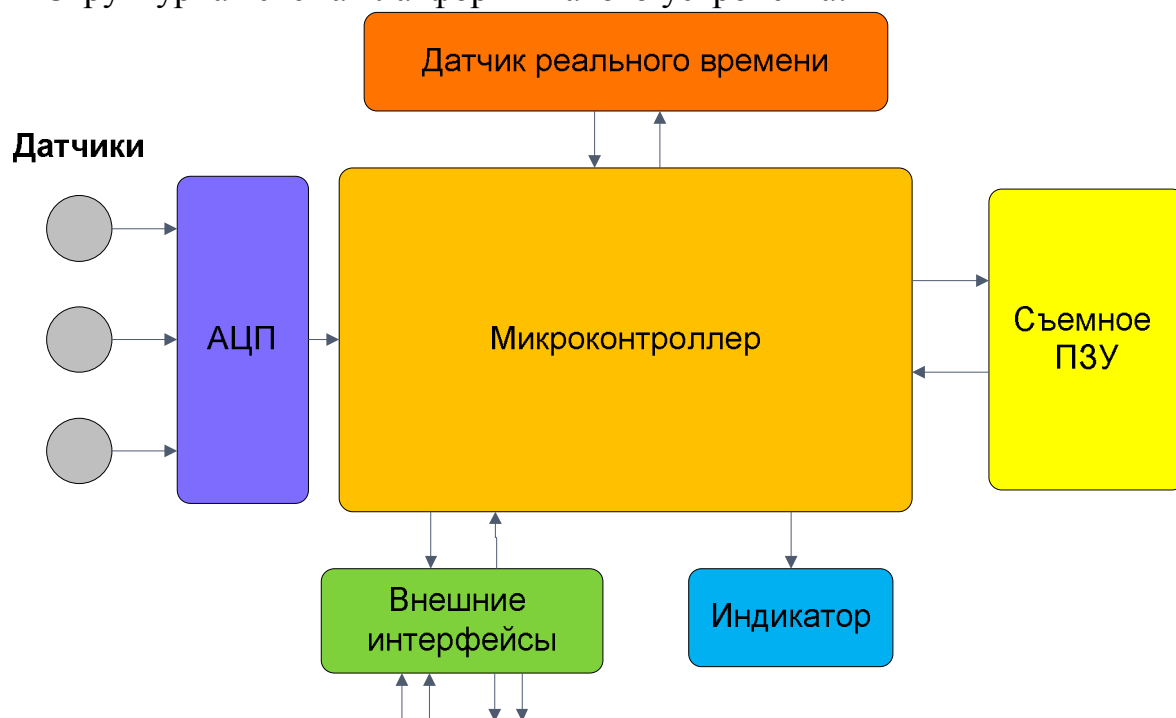 Датчик реального времени
Датчики
АЦП
Микроконтроллер
Съемное
ПЗУ
Внешние
интерфейсы
Индикатор